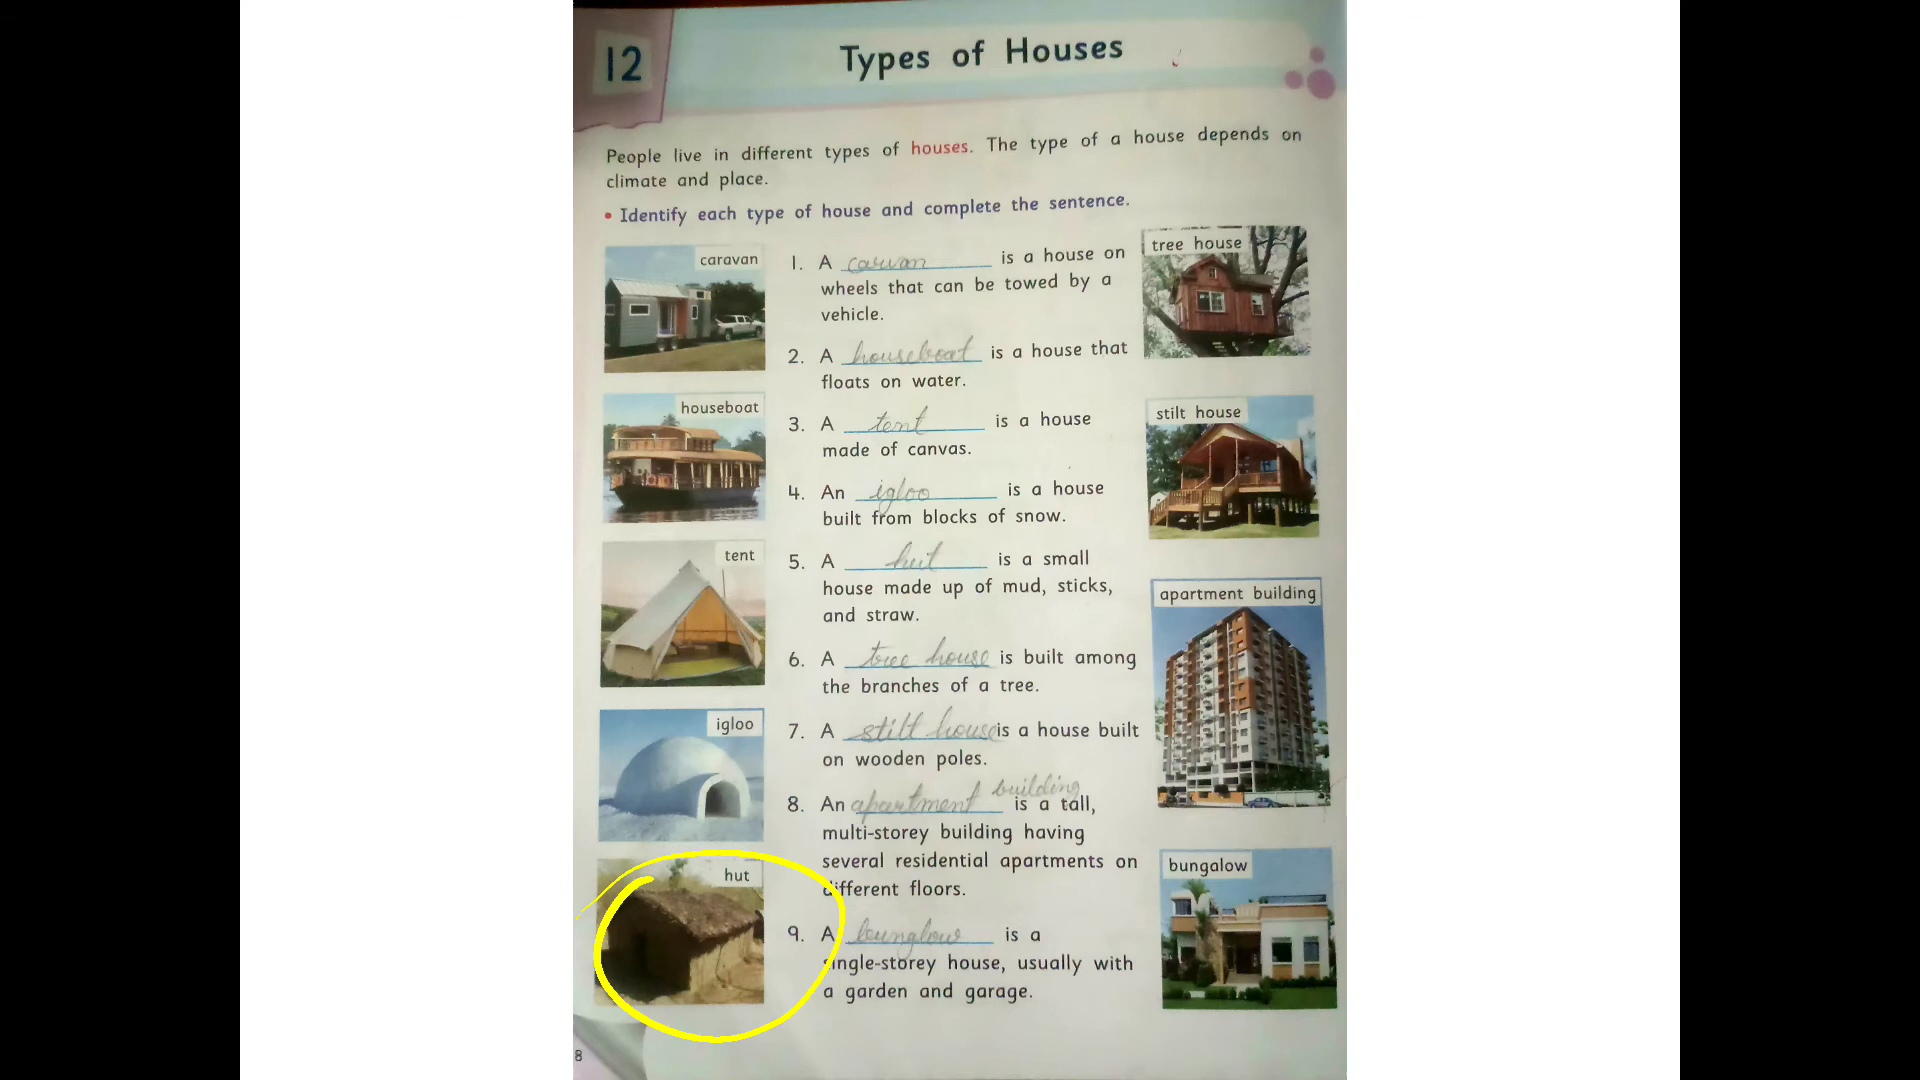 12
Types of Houses
People live in different types of houses. The type of a house depends on
climate and place.
• Identify each type of house and complete the sentence.
caravan
houseboat
tent
igloo
hut
1. A carvan is a house on
wheels that can be towed by a
vehicle.
2. A houseboat is a house that
floats on water.
3. A tent is a house
made of canvas.
4. An igloo is a house
built from blocks of snow.
5. A hut is a small
house made up of mud, sticks,
and straw.
6. A tree house is built among
the branches of a tree.
7. A stilt house is a house built
on wooden poles.
8. An apartment building is a tall,
multi-storey building having
several residential apartments on
different floors.
9. A bunglow is a
single-storey house, usually with
a garden and garage.
tree house
stilt house
apartment building
bungalow
8